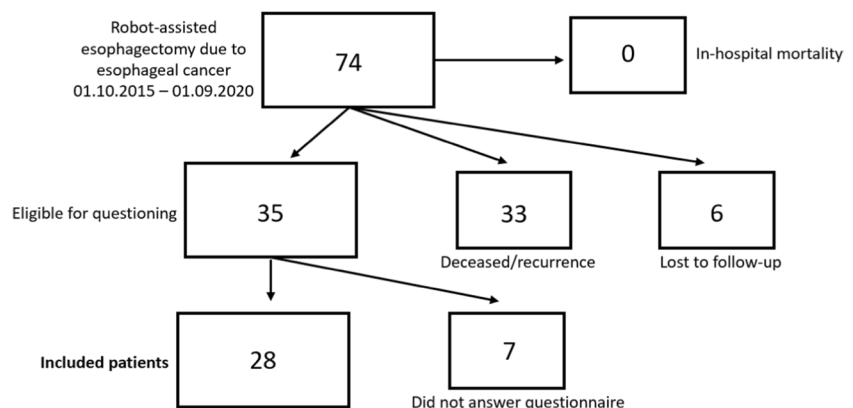 Robot-assisted
esophagectomy due to
esophageal cancer
01.10.2015 – 01.09.2020
74
0
In-hospital mortality
Eligible for questioning
35
33
6
Deceased/recurrence
Lost to follow-up
Included patients
28
7
Did not answer questionnaire